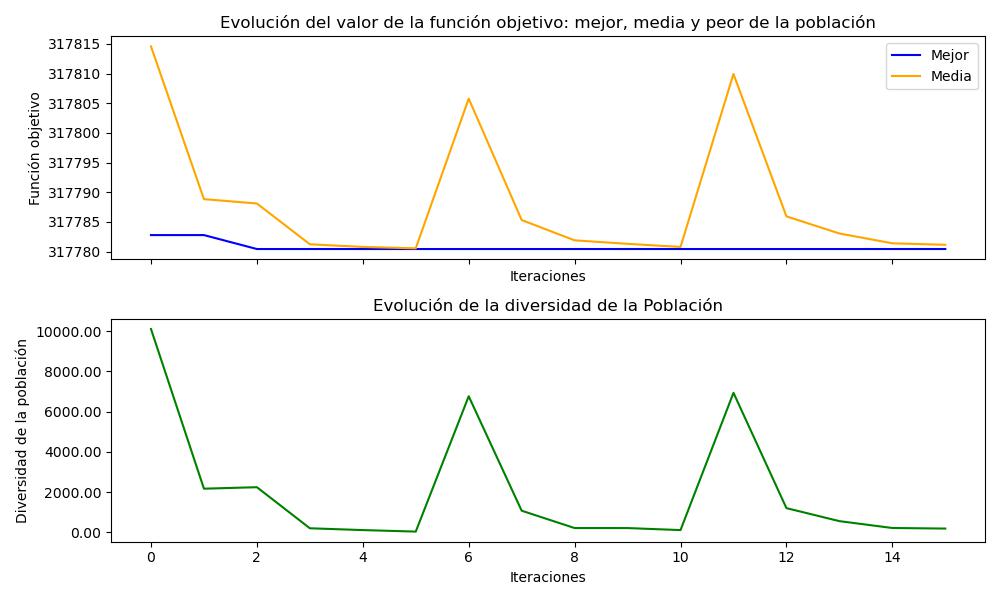 Evolución del valor de la función objetivo: mejor, media y peor de la población
317815
317810
317805
317800
317795
317790
317785
317780
Función objetivo
Mejor
Media
Iteraciones
Evolución de la diversidad de la Población
10000.00
8000.00
6000.00
4000.00
2000.00
0.00
Diversidad de la población
0 2 4 6 8 10 12 14
Iteraciones